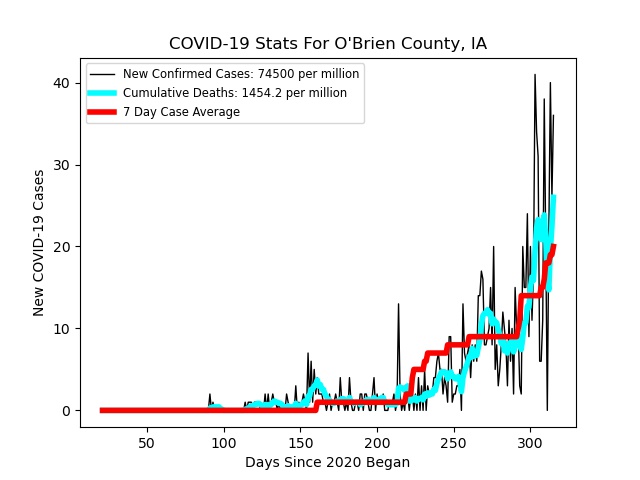 COVID-19 Stats For O'Brien County, IA
New Confirmed Cases: 74500 per million
Cumulative Deaths: 1454.2 per million
7 Day Case Average
New COVID-19 Cases
40
30
20
10
0
50 100 150 200 250 300
Days Since 2020 Began